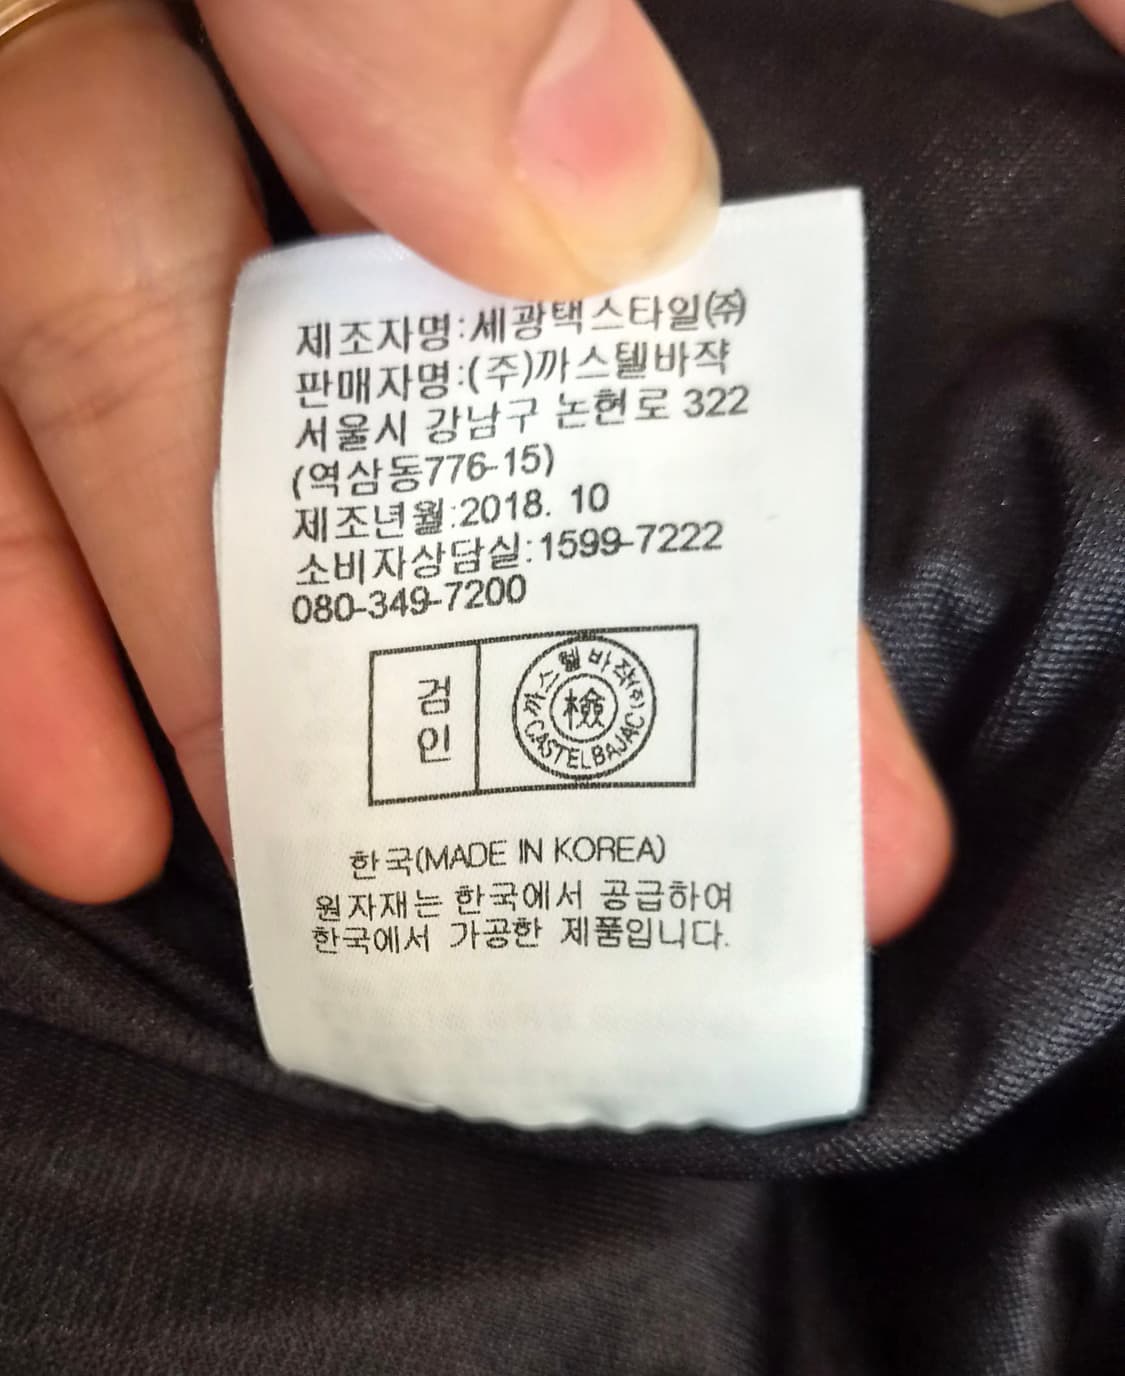 제조자명:세광택스타일㈜
판매자명:(주)까스텔바쟉
서울시 강남구 논현로 322
(역삼동776-15)
제조년월:2018. 10
소비자상담실:1599-7222
080-349-7200
검
인
까스텔바쟉(주)
檢
CASTELBAJAC
한국(MADE IN KOREA)
원자재는 한국에서 공급하여
한국에서 가공한 제품입니다.